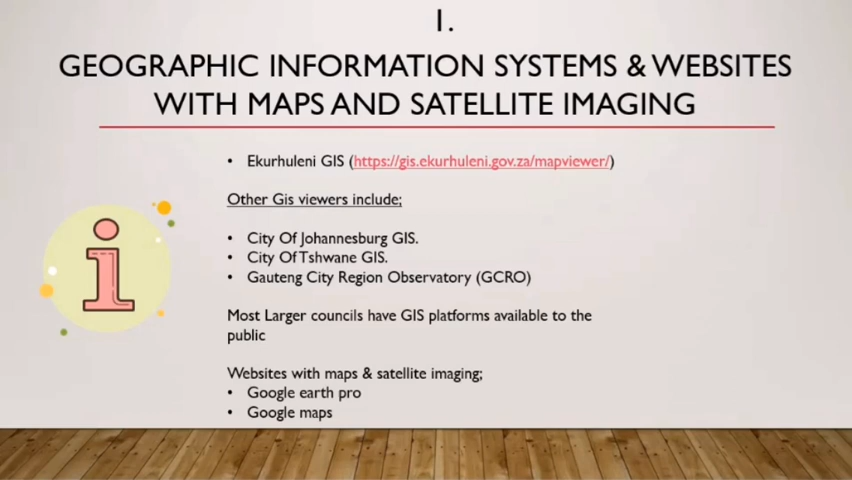 1.
GEOGRAPHIC INFORMATION SYSTEMS & WEBSITES
WITH MAPS AND SATELLITE IMAGING
• Ekurhuleni GIS (https://gis.ekurhuleni.gov.za/mapviewer/)
Other Gis viewers include;
• City Of Johannesburg GIS.
• City Of Tshwane GIS.
• Gauteng City Region Observatory (GCRO)
Most Larger councils have GIS platforms available to the
public
Websites with maps & satellite imaging;
• Google earth pro
• Google maps